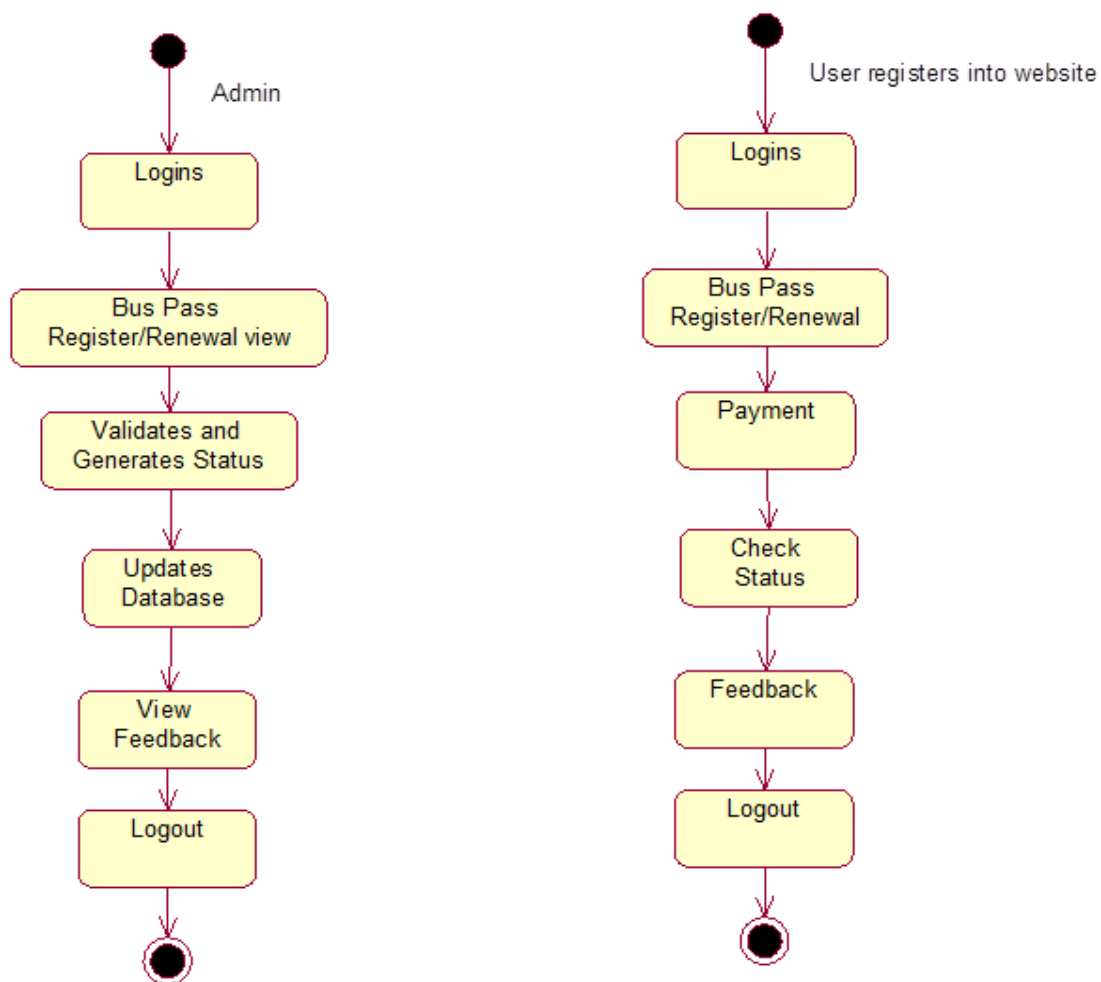 Admin
Logins
Bus Pass
Register/Renewal view
Validates and
Generates Status
Updates
Database
View
Feedback
Logout
User registers into website
Logins
Bus Pass
Register/Renewal
Payment
Check
Status
Feedback
Logout